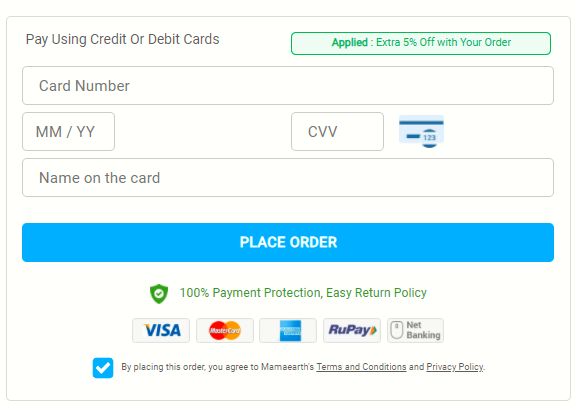 Pay Using Credit Or Debit Cards
Applied : Extra 5% Off with Your Order
Card Number
MM / YY
CVV
123
Name on the card
PLACE ORDER
100% Payment Protection, Easy Return Policy
VISA MasterCard RuPay Net Banking
By placing this order, you agree to Mamaearth's Terms and Conditions and Privacy Policy.